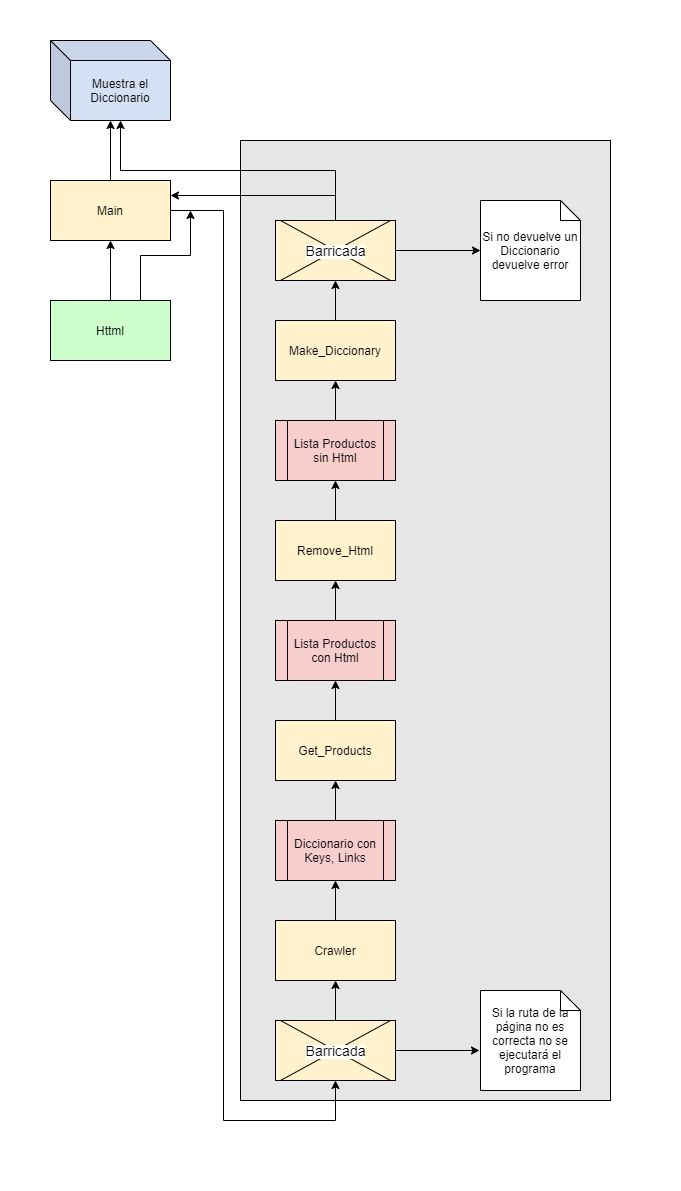 Muestra el
Diccionario
Main
Httml
Barricada
Si no devuelve un
Diccionario
devuelve error
Make_Diccionary
Lista Productos
sin Html
Remove_Html
Lista Productos
con Html
Get_Products
Diccionario con
Keys, Links
Crawler
Barricada
Si la ruta de la
página no es
correcta no se
ejecutará el
programa